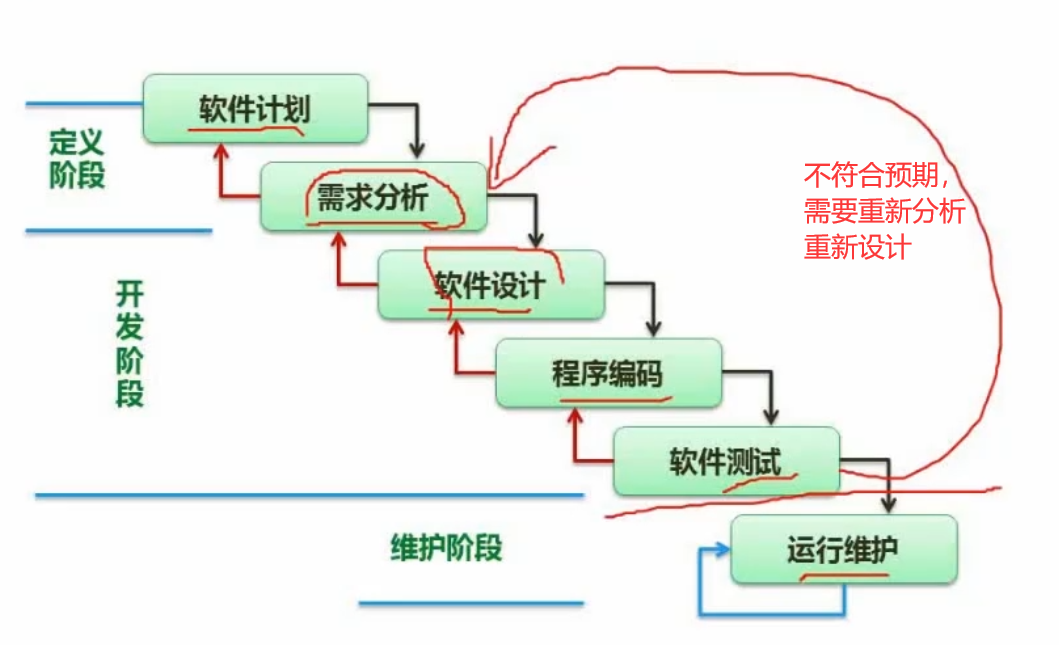 软件计划
定义
阶段
需求分析
不符合预期，
需要重新分析
重新设计
软件设计
开
发
阶
段
程序编码
软件测试
维护阶段
运行维护